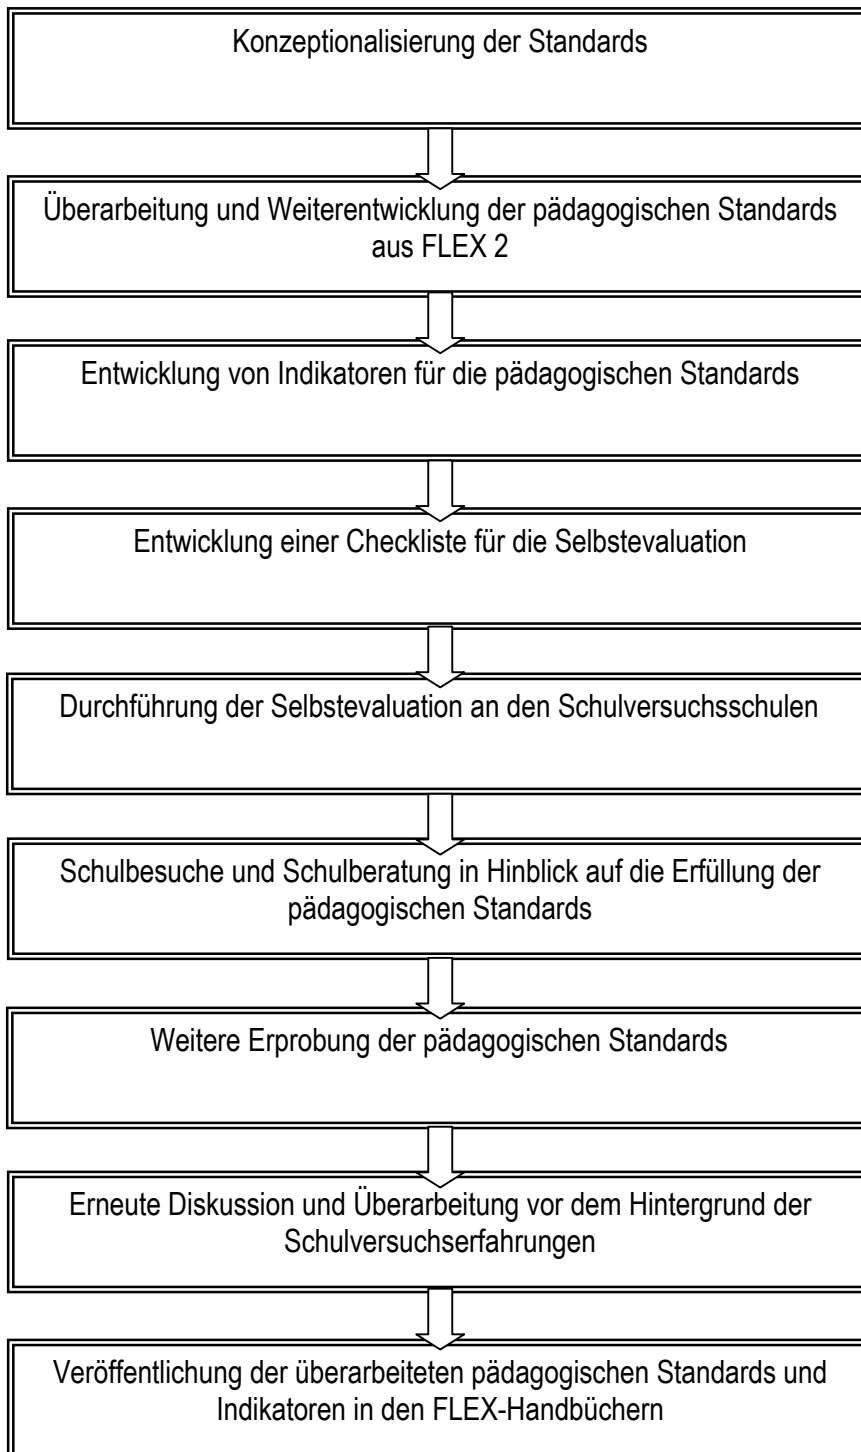 Konzeptionalisierung der Standards
Überarbeitung und Weiterentwicklung der pädagogischen Standards
aus FLEX 2
Entwicklung von Indikatoren für die pädagogischen Standards
Entwicklung einer Checkliste für die Selbstevaluation
Durchführung der Selbstevaluation an den Schulversuchsschulen
Schulbesuche und Schulberatung in Hinblick auf die Erfüllung der
pädagogischen Standards
Weitere Erprobung der pädagogischen Standards
Erneute Diskussion und Überarbeitung vor dem Hintergrund der
Schulversuchserfahrungen
Veröffentlichung der überarbeiteten pädagogischen Standards und
Indikatoren in den FLEX-Handbüchern